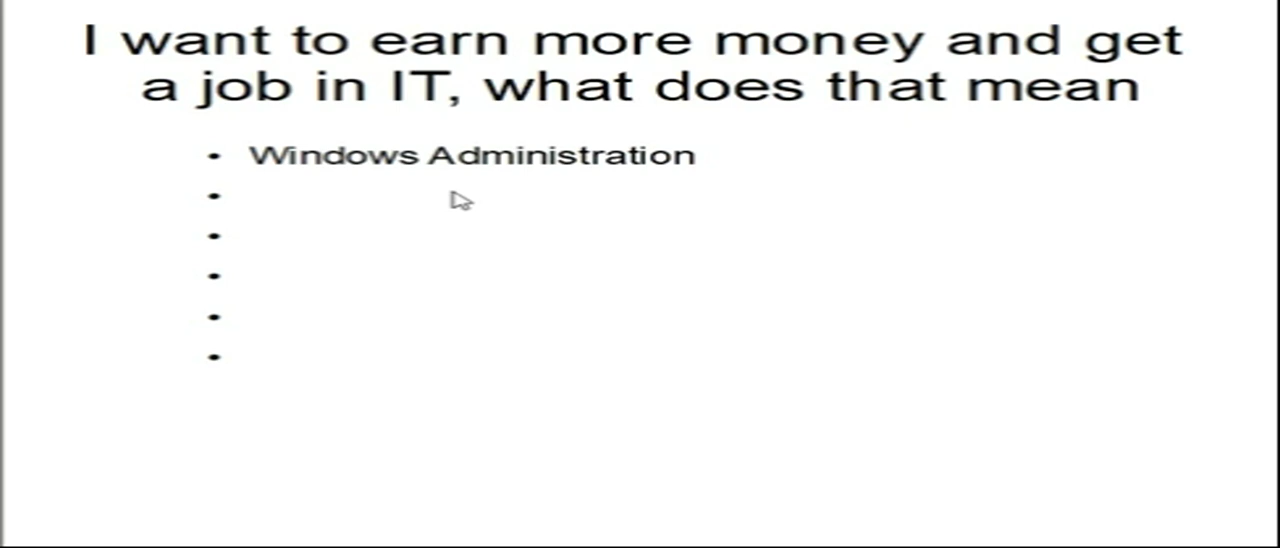 I want to earn more money and get
a job in IT, what does that mean
• Windows Administration